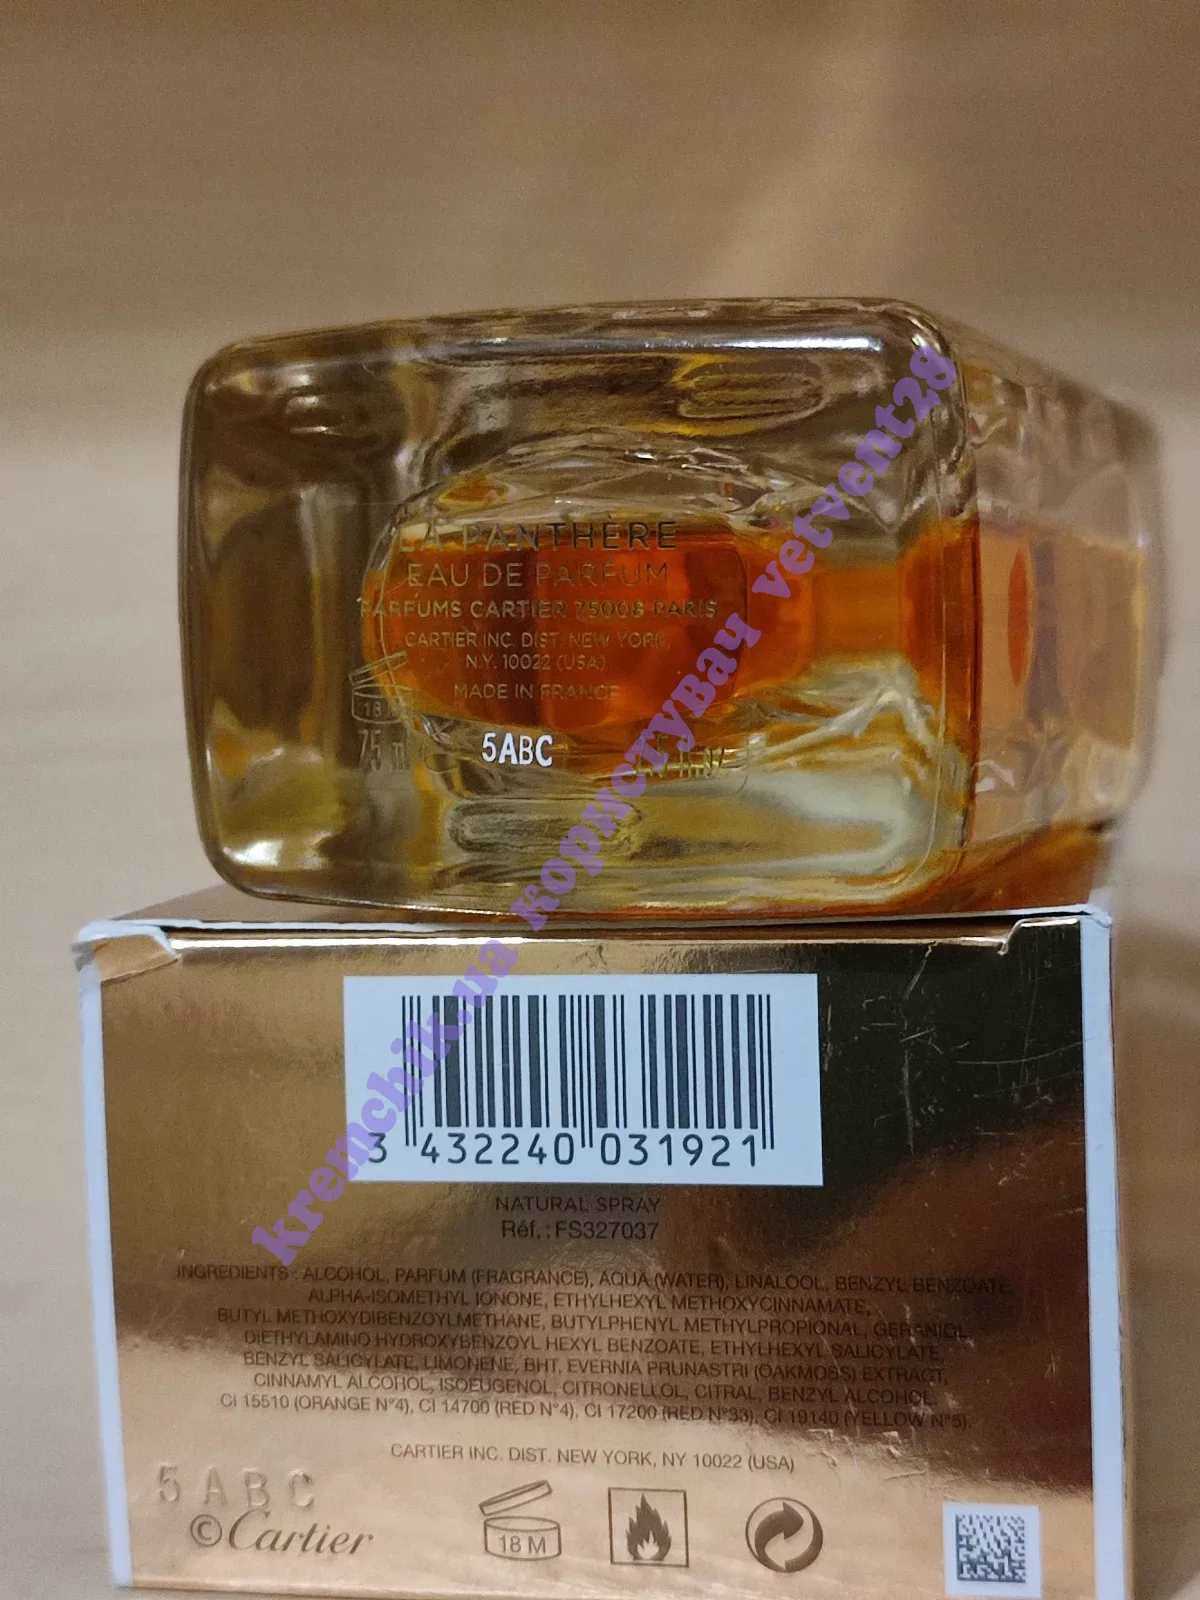 LA PANTHÈRE
EAU DE PARFUM
PARFUMS CARTIER 75008 PARIS
CARTIER INC. DIST. NEW YORK,
N.Y. 10022 (USA)
MADE IN FRANCE
18 M
75 ml
5ABC
kremchik.ua користувач vetvent28
3 432240 031921
NATURAL SPRAY
Réf. : FS327037
INGREDIENTS : ALCOHOL, PARFUM (FRAGRANCE), AQUA (WATER), LINALOOL, BENZYL BENZOATE,
ALPHA-ISOMETHYL IONONE, ETHYLHEXYL METHOXYCINNAMATE,
BUTYL METHOXYDIBENZOYLMETHANE, BUTYLPHENYL METHYLPROPIONAL, GERANIOL,
DIETHYLAMINO HYDROXYBENZOYL HEXYL BENZOATE, ETHYLHEXYL SALICYLATE,
BENZYL SALICYLATE, LIMONENE, BHT, EVERNIA PRUNASTRI (OAKMOSS) EXTRACT,
CINNAMYL ALCOHOL, ISOEUGENOL, CITRONELLOL, CITRAL, BENZYL ALCOHOL,
CI 15510 (ORANGE N°4), CI 14700 (RED N°4), CI 17200 (RED N°33), CI 19140 (YELLOW N°5).
CARTIER INC. DIST. NEW YORK, NY 10022 (USA)
5ABC
©Cartier
18 M